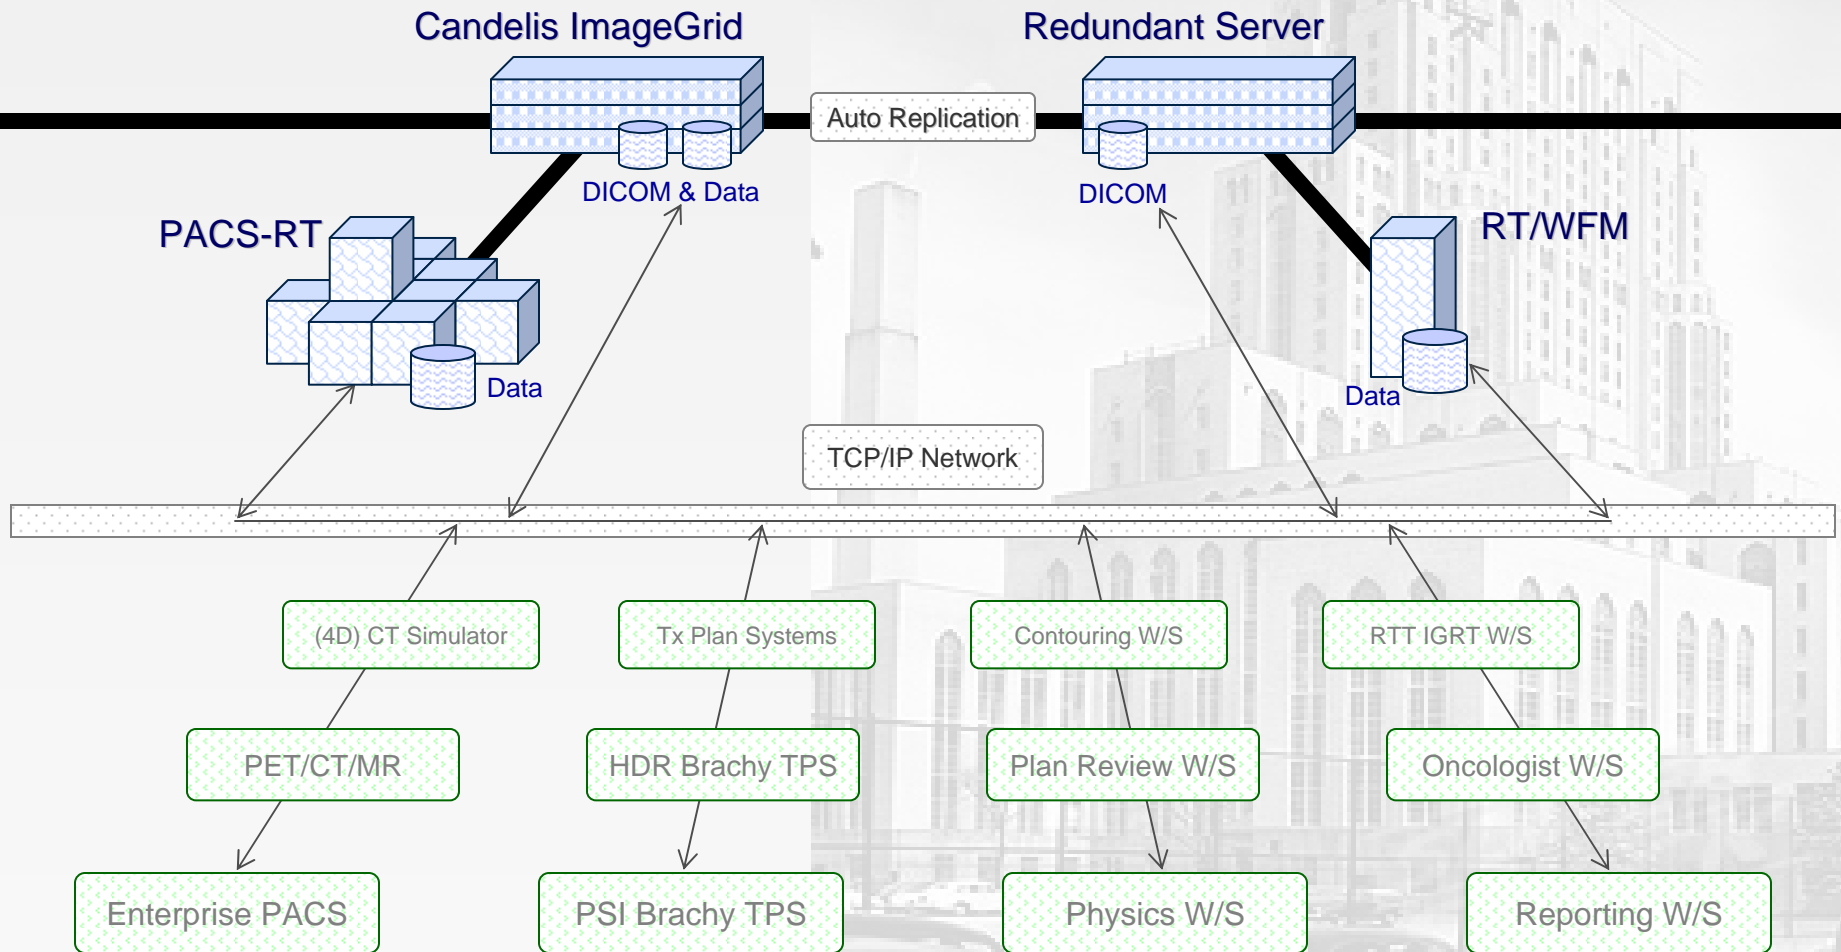 Candelis ImageGrid
Redundant Server
Auto Replication
DICOM & Data
DICOM
PACS-RT
RT/WFM
Data
Data
TCP/IP Network
(4D) CT Simulator
Tx Plan Systems
Contouring W/S
RTT IGRT W/S
PET/CT/MR
HDR Brachy TPS
Plan Review W/S
Oncologist W/S
Enterprise PACS
PSI Brachy TPS
Physics W/S
Reporting W/S